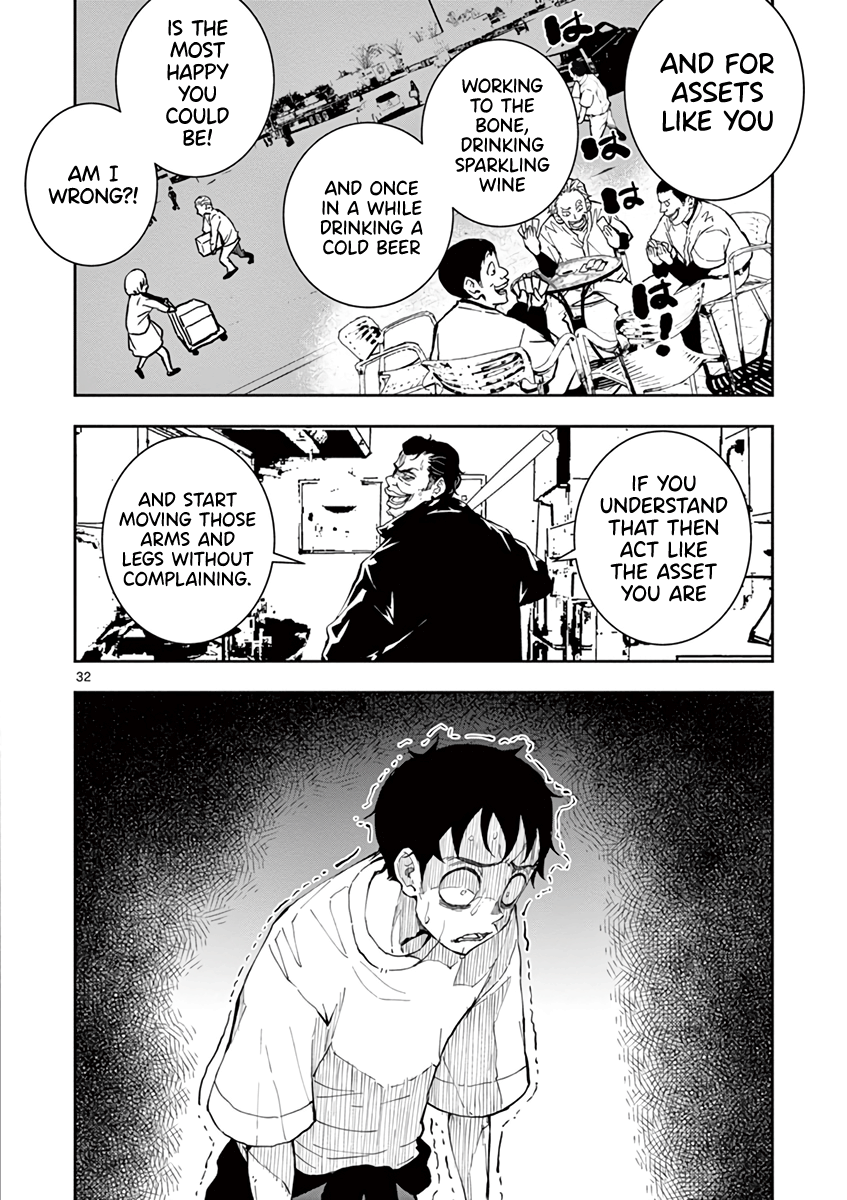 AND FOR
ASSETS
LIKE YOU
は
は
は
は!
WORKING
TO THE
BONE,
DRINKING
SPARKLING
WINE
AND ONCE
IN A WHILE
DRINKING A
COLD BEER
IS THE
MOST
HAPPY
YOU
COULD
BE!
AM I
WRONG?!
IF YOU
UNDERSTAND
THAT THEN
ACT LIKE
THE ASSET
YOU ARE
AND START
MOVING THOSE
ARMS AND
LEGS WITHOUT
COMPLAINING.
32